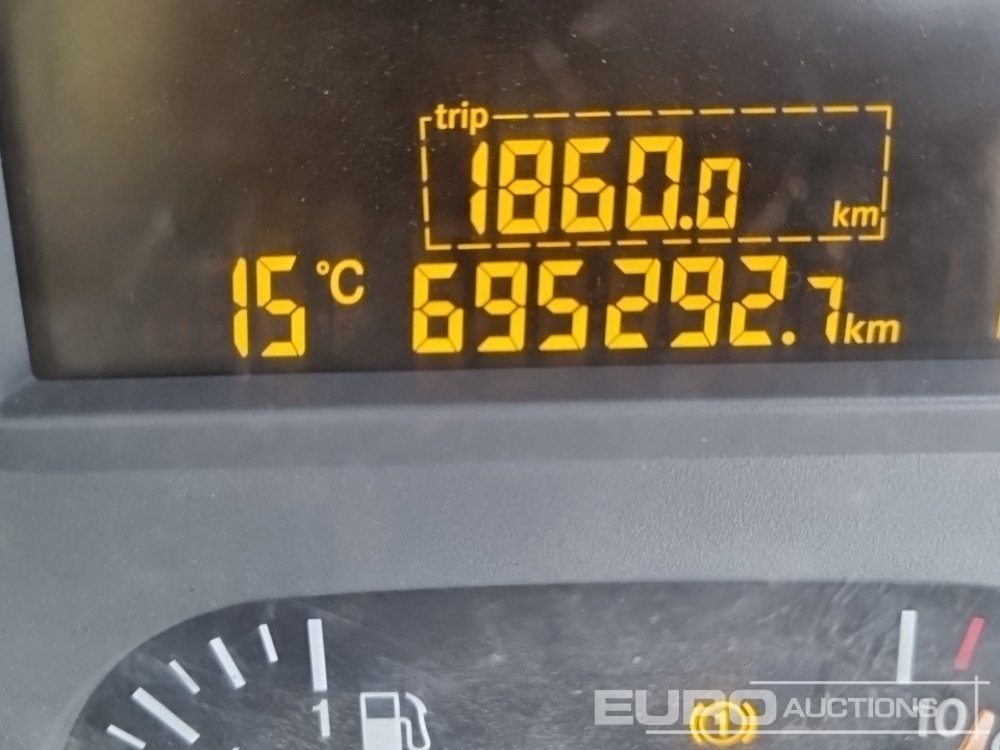 trip
1860.0 km
15 °C 695292.7 km
1
10
EURO AUCTIONS